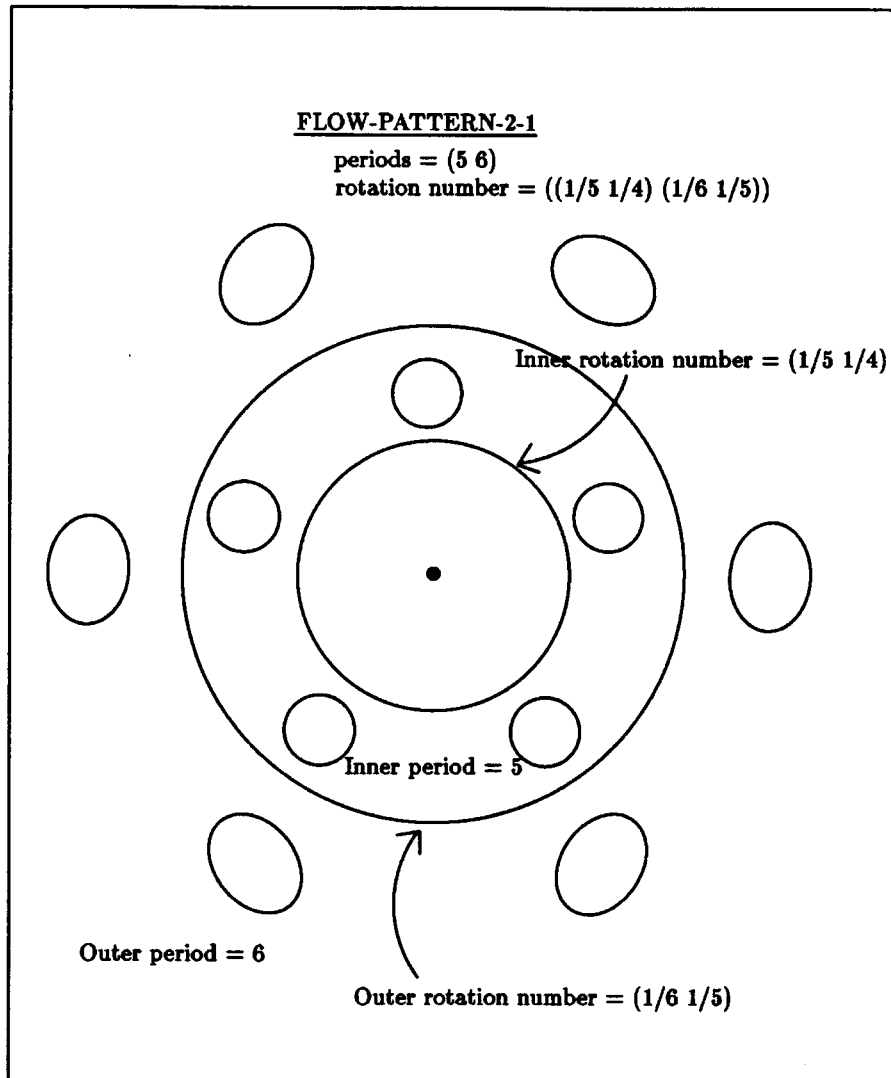 FLOW-PATTERN-2-1
periods = (5 6)
rotation number = ((1/5 1/4) (1/6 1/5))
Inner rotation number = (1/5 1/4)
Inner period = 5
Outer period = 6
Outer rotation number = (1/6 1/5)